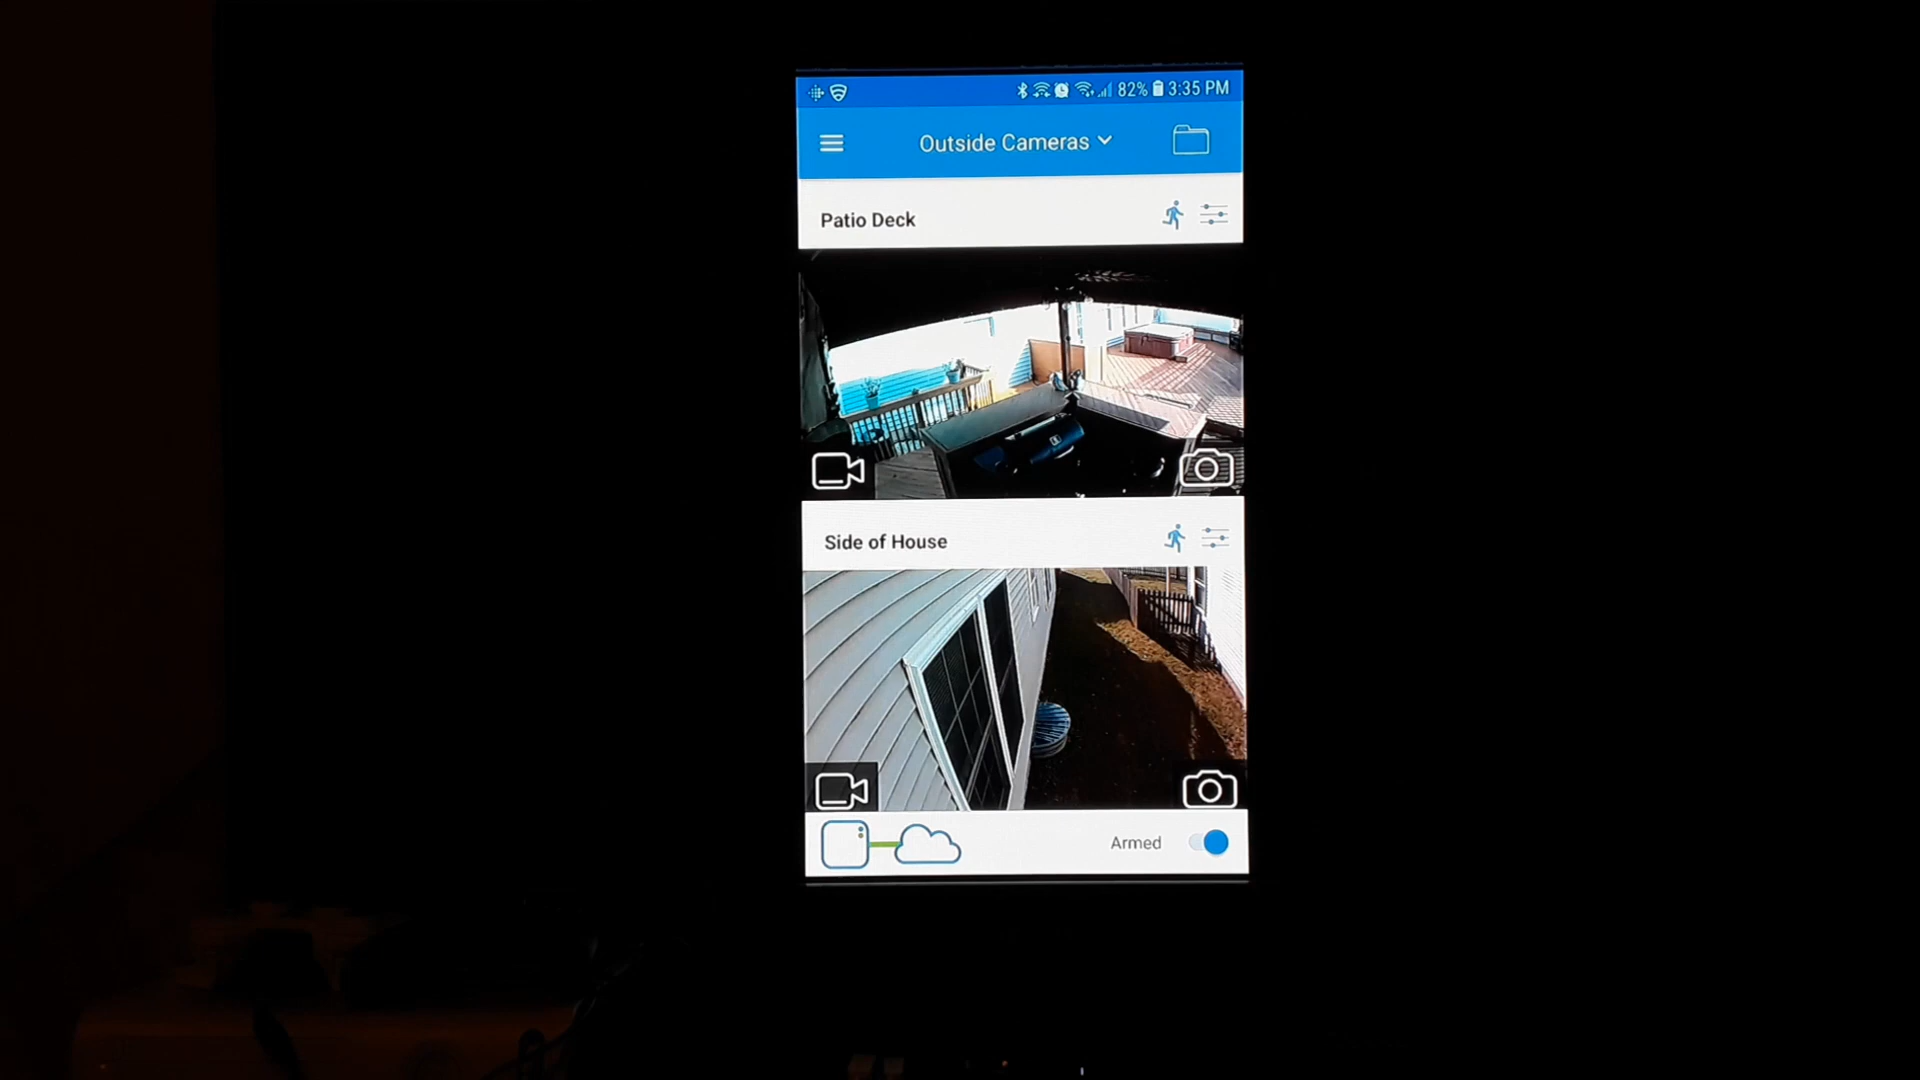 82% 3:35 PM
Outside Cameras
Patio Deck
Side of House
Armed